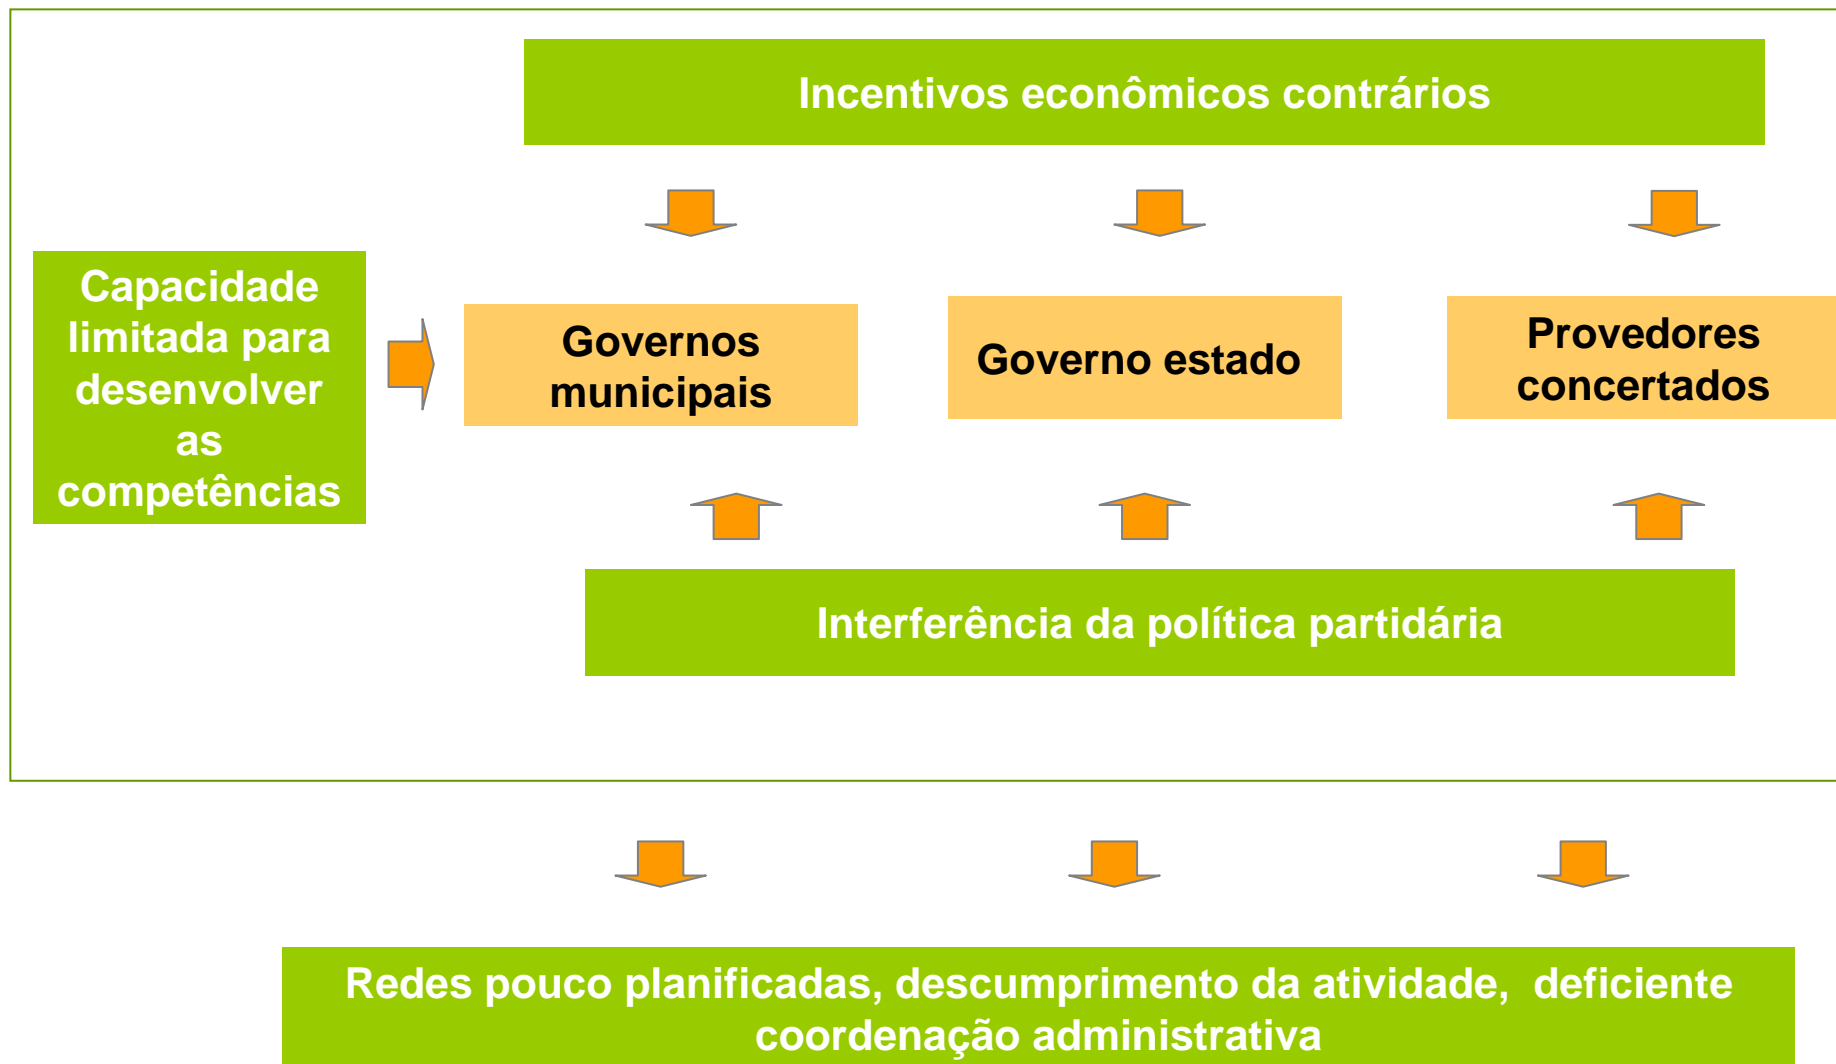 Incentivos econômicos contrários
Capacidade
limitada para
desenvolver
as
competências
Governos
municipais
Governo estado
Provedores
concertados
Interferência da política partidária
Redes pouco planificadas, descumprimento da atividade,  deficiente
coordenação administrativa